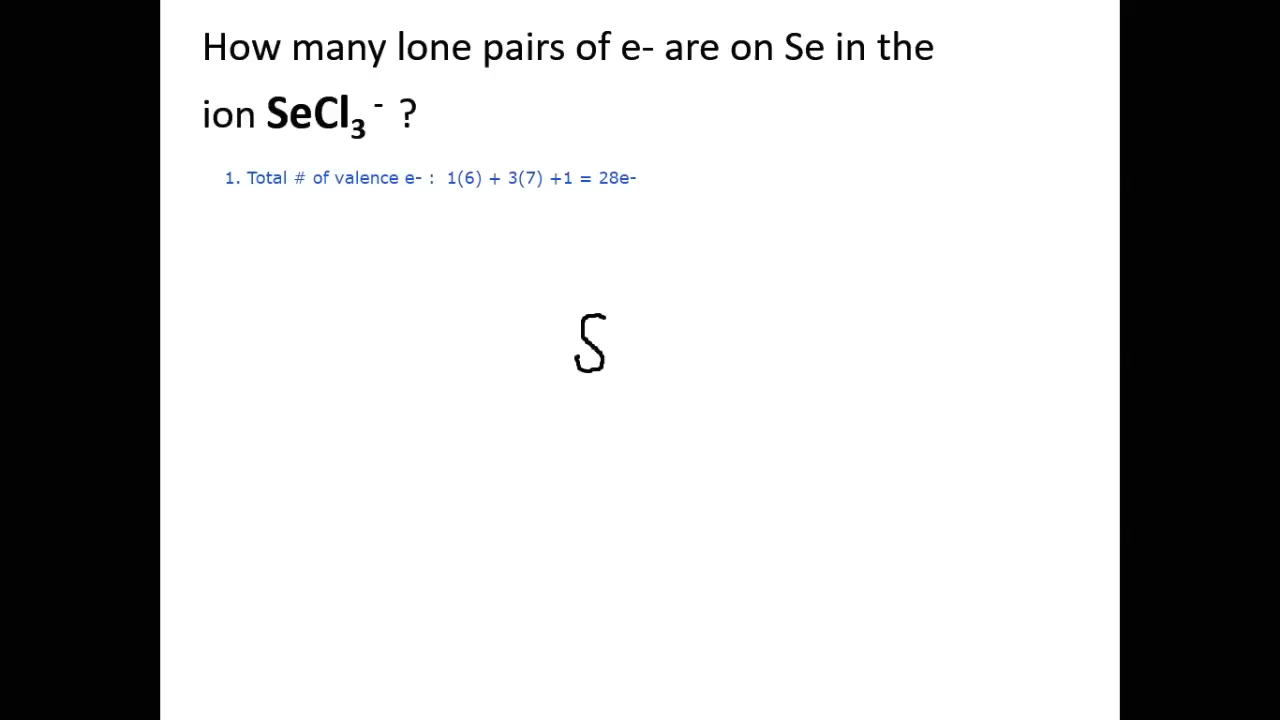 How many lone pairs of e- are on Se in the
ion SeCl₃⁻ ?
1. Total # of valence e- : 1(6) + 3(7) +1 = 28e-
S